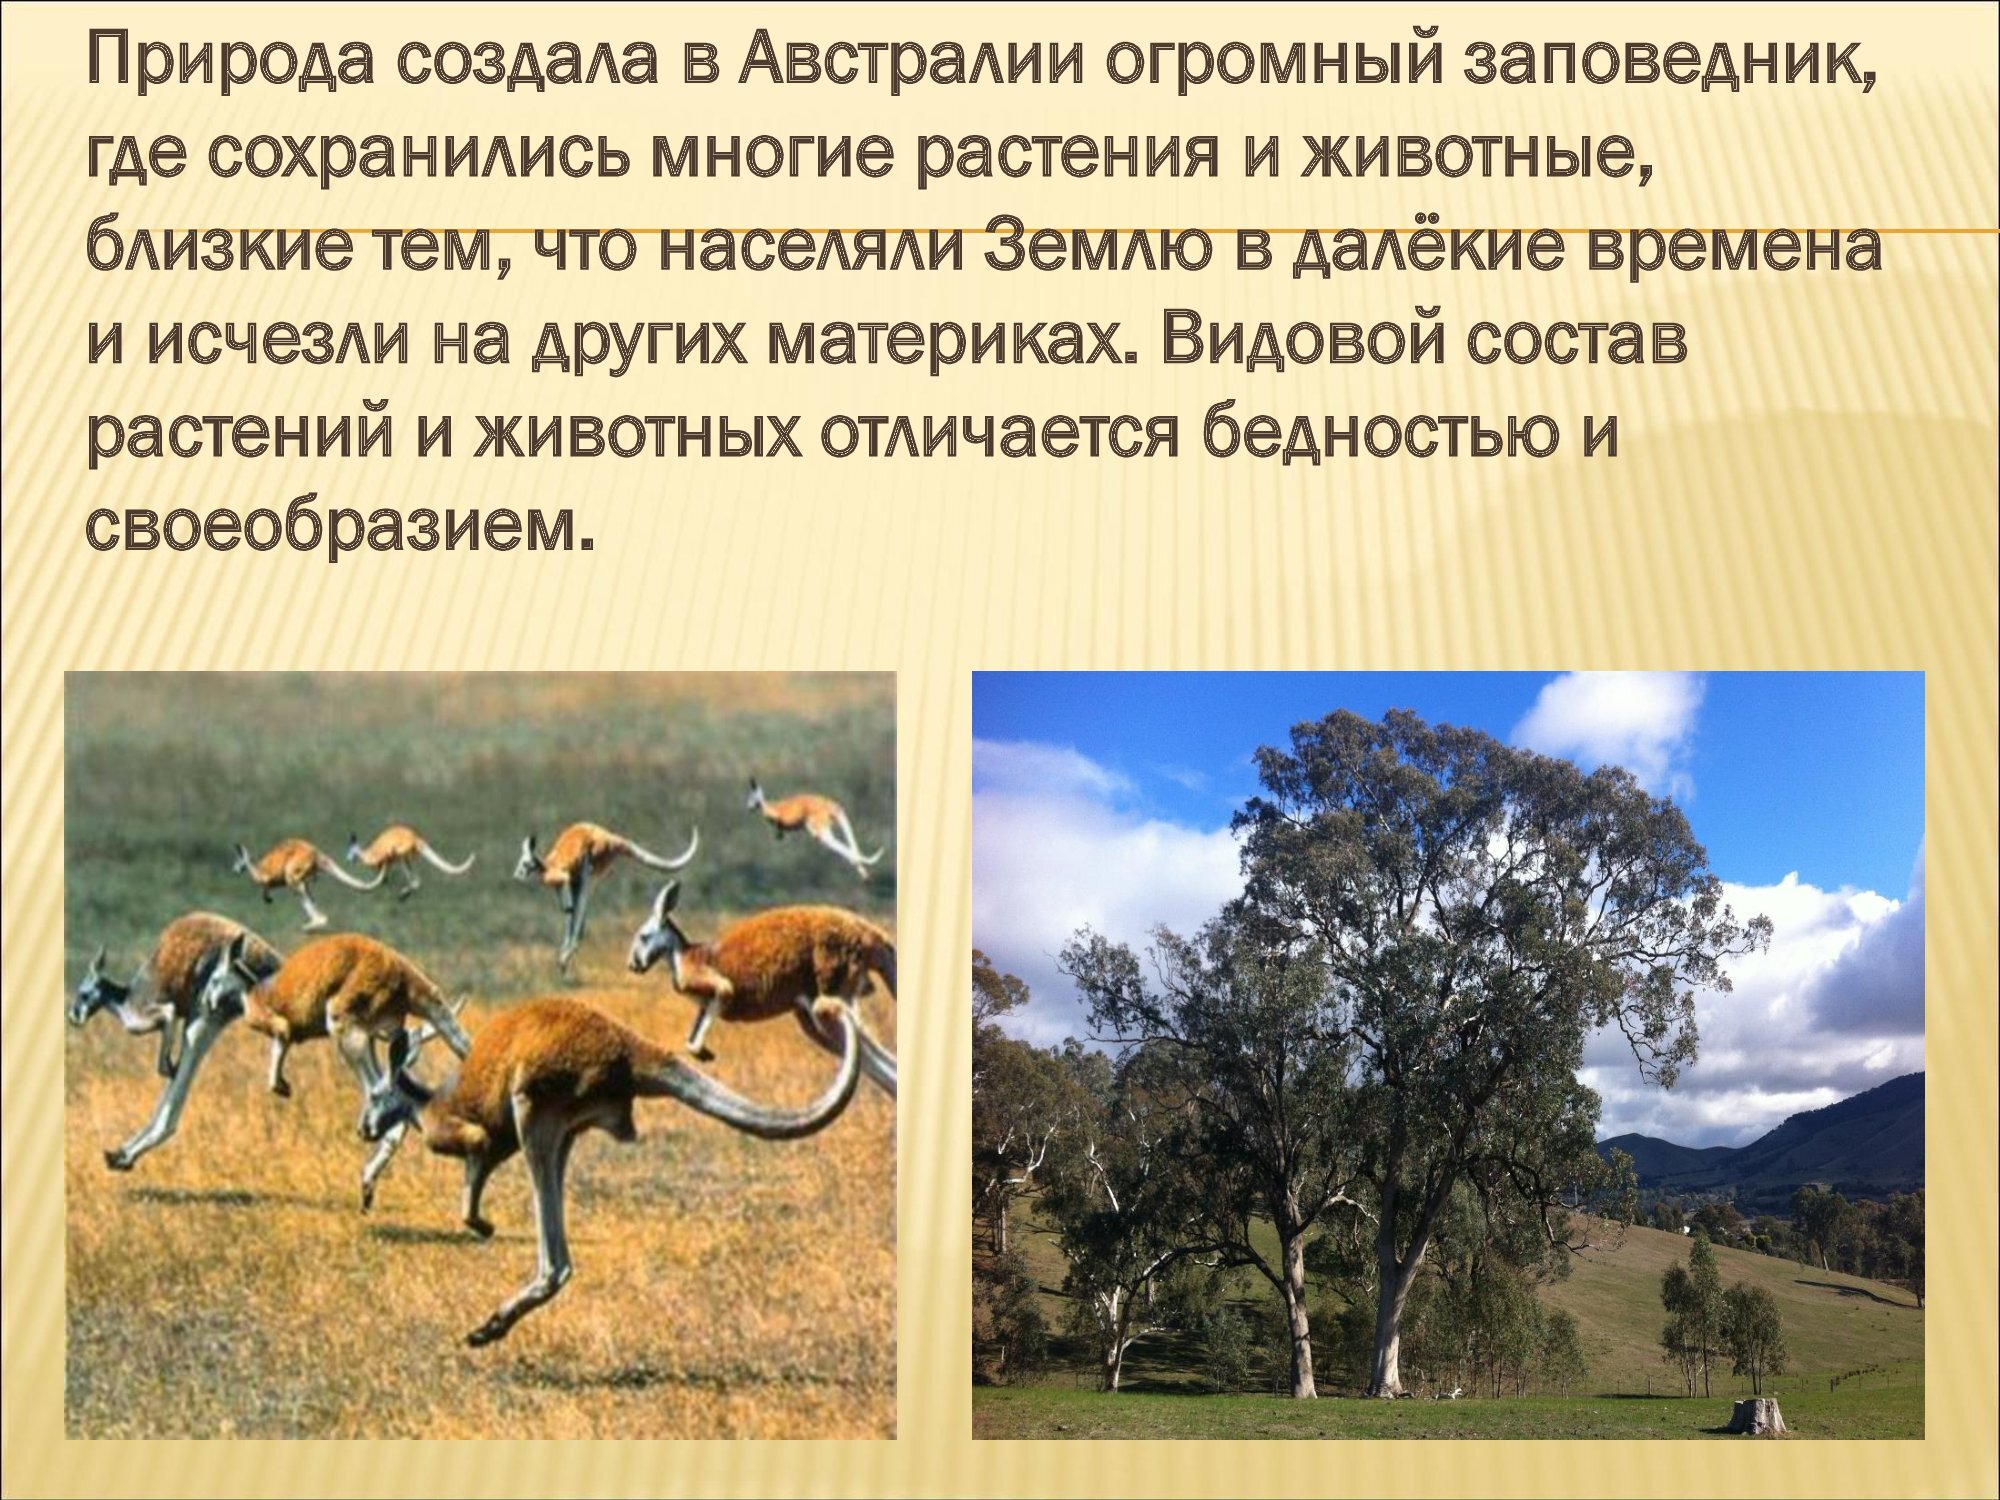 Природа создала в Австралии огромный заповедник,
где сохранились многие растения и животные,
близкие тем, что населяли Землю в далёкие времена
и исчезли на других материках. Видовой состав
растений и животных отличается бедностью и
своеобразием.